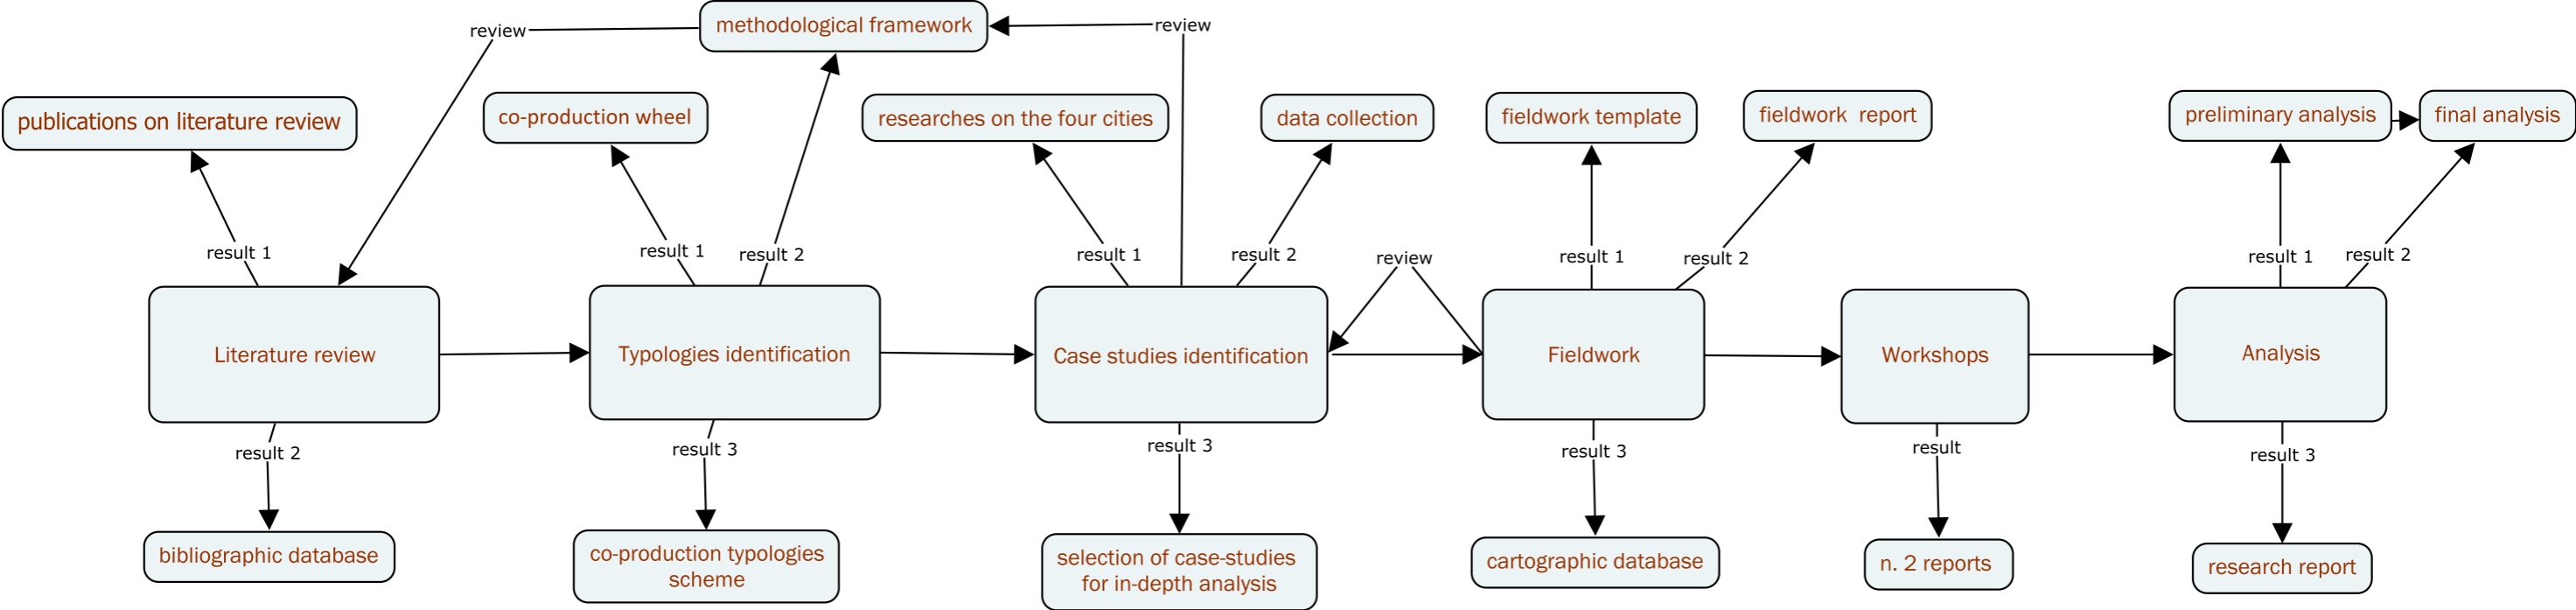 review
methodological framework
review
publications on literature review
co-production wheel
researches on the four cities
data collection
fieldwork template
fieldwork report
preliminary analysis
final analysis
result 1
result 1
result 2
result 1
result 2
review
result 1
result 2
result 1
result 2
Literature review
Typologies identification
Case studies identification
Fieldwork
Workshops
Analysis
result 2
result 3
result 3
result 3
result
result 3
bibliographic database
co-production typologies
scheme
selection of case-studies
for in-depth analysis
cartographic database
n. 2 reports
research report